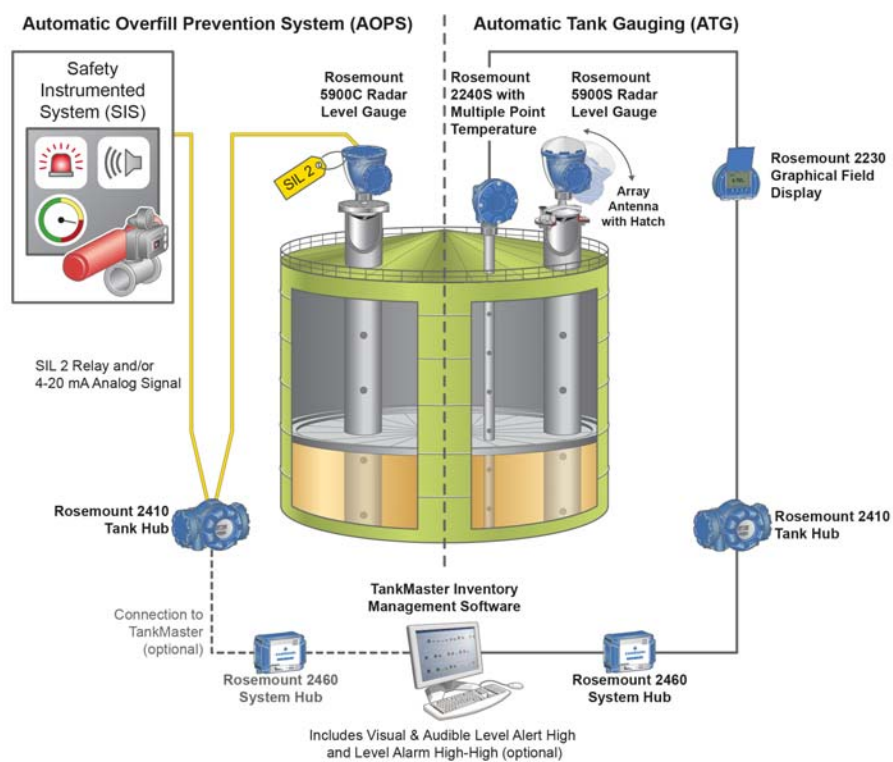 Automatic Overfill Prevention System (AOPS)
Automatic Tank Gauging (ATG)
Safety
Instrumented
System (SIS)
Rosemount
5900C Radar
Level Gauge
Rosemount
2240S with
Multiple Point
Temperature
Rosemount
5900S Radar
Level Gauge
SIL 2
Array
Antenna
with Hatch
Rosemount 2230
Graphical Field
Display
SIL 2 Relay and/or
4-20 mA Analog Signal
Rosemount 2410
Tank Hub
Rosemount 2410
Tank Hub
TankMaster Inventory
Management Software
Connection to
TankMaster
(optional)
Rosemount 2460
System Hub
Rosemount 2460
System Hub
Includes Visual & Audible Level Alert High
and Level Alarm High-High (optional)